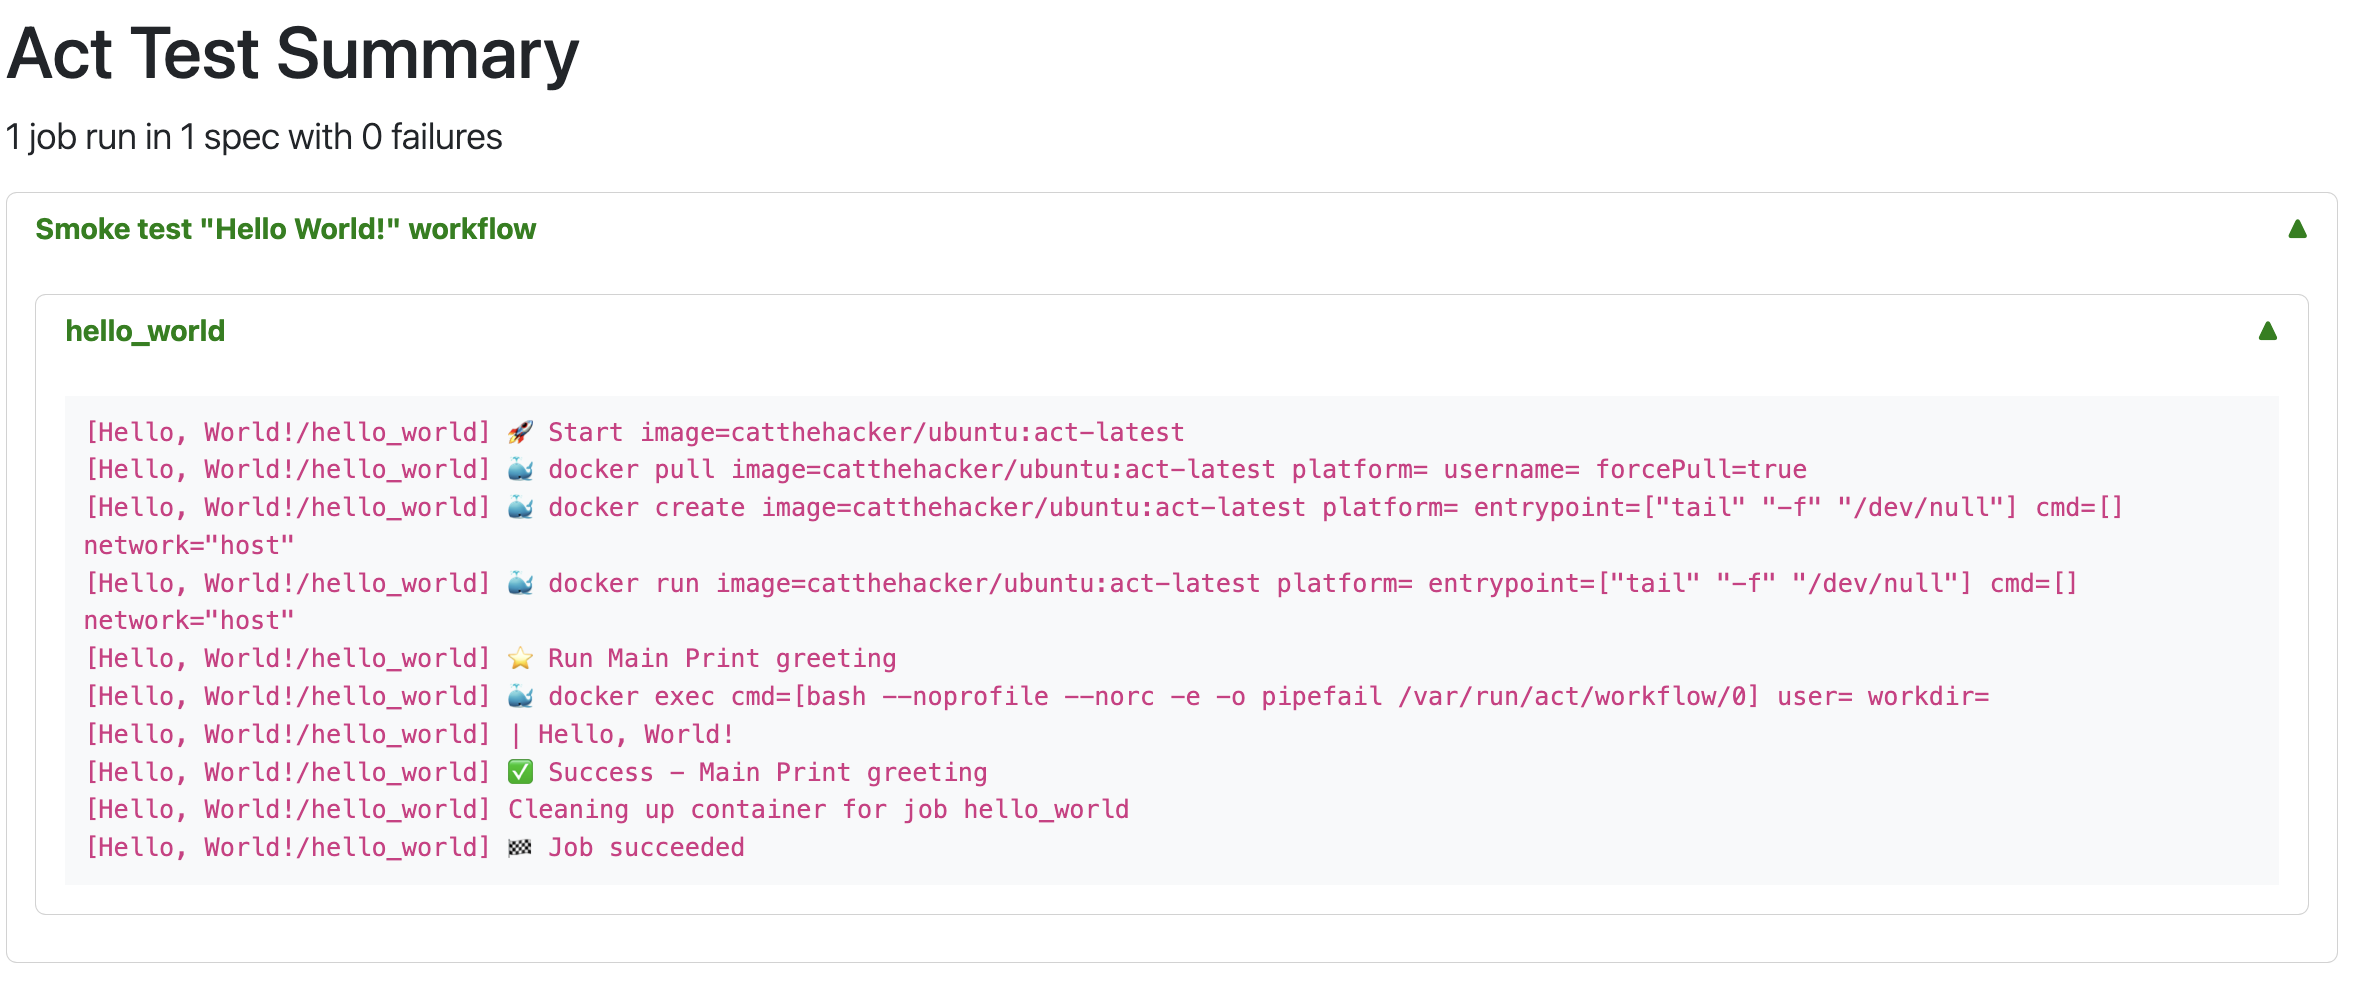 Act Test Summary
1 job run in 1 spec with 0 failures
Smoke test "Hello World!" workflow ▲
hello_world ▲
[Hello, World!/hello_world] 🚀 Start image=catthehacker/ubuntu:act-latest
[Hello, World!/hello_world] 🐳 docker pull image=catthehacker/ubuntu:act-latest platform= username= forcePull=true
[Hello, World!/hello_world] 🐳 docker create image=catthehacker/ubuntu:act-latest platform= entrypoint=["tail" "-f" "/dev/null"] cmd=[]
network="host"
[Hello, World!/hello_world] 🐳 docker run image=catthehacker/ubuntu:act-latest platform= entrypoint=["tail" "-f" "/dev/null"] cmd=[]
network="host"
[Hello, World!/hello_world] ⭐ Run Main Print greeting
[Hello, World!/hello_world] 🐳 docker exec cmd=[bash --noprofile --norc -e -o pipefail /var/run/act/workflow/0] user= workdir=
[Hello, World!/hello_world] | Hello, World!
[Hello, World!/hello_world] ✅ Success - Main Print greeting
[Hello, World!/hello_world] Cleaning up container for job hello_world
[Hello, World!/hello_world] 🏁 Job succeeded